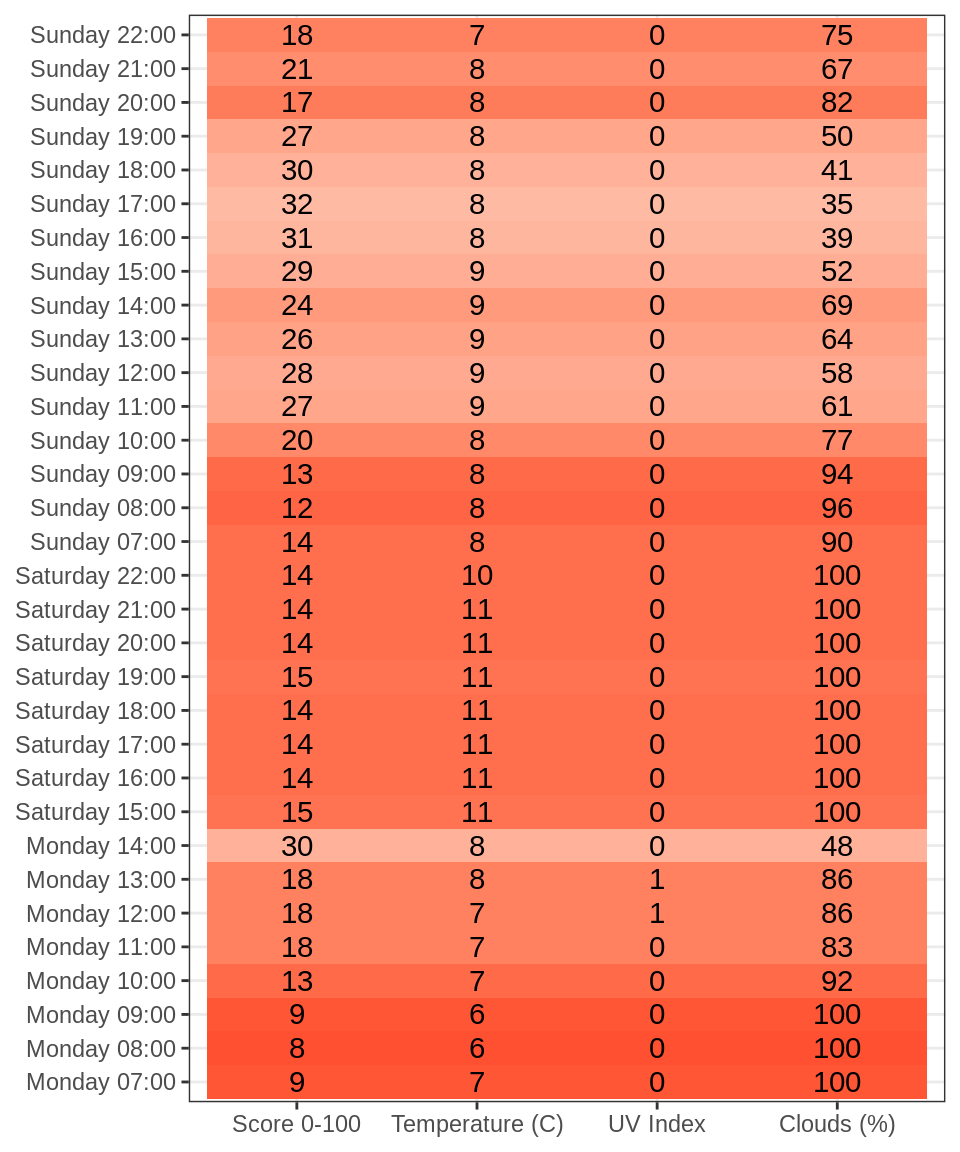 Sunday 22:00 18 7 0 75
Sunday 21:00 21 8 0 67
Sunday 20:00 17 8 0 82
Sunday 19:00 27 8 0 50
Sunday 18:00 30 8 0 41
Sunday 17:00 32 8 0 35
Sunday 16:00 31 8 0 39
Sunday 15:00 29 9 0 52
Sunday 14:00 24 9 0 69
Sunday 13:00 26 9 0 64
Sunday 12:00 28 9 0 58
Sunday 11:00 27 9 0 61
Sunday 10:00 20 8 0 77
Sunday 09:00 13 8 0 94
Sunday 08:00 12 8 0 96
Sunday 07:00 14 8 0 90
Saturday 22:00 14 10 0 100
Saturday 21:00 14 11 0 100
Saturday 20:00 14 11 0 100
Saturday 19:00 15 11 0 100
Saturday 18:00 14 11 0 100
Saturday 17:00 14 11 0 100
Saturday 16:00 14 11 0 100
Saturday 15:00 15 11 0 100
Monday 14:00 30 8 0 48
Monday 13:00 18 8 1 86
Monday 12:00 18 7 1 86
Monday 11:00 18 7 0 83
Monday 10:00 13 7 0 92
Monday 09:00 9 6 0 100
Monday 08:00 8 6 0 100
Monday 07:00 9 7 0 100
Score 0-100 Temperature (C) UV Index Clouds (%)